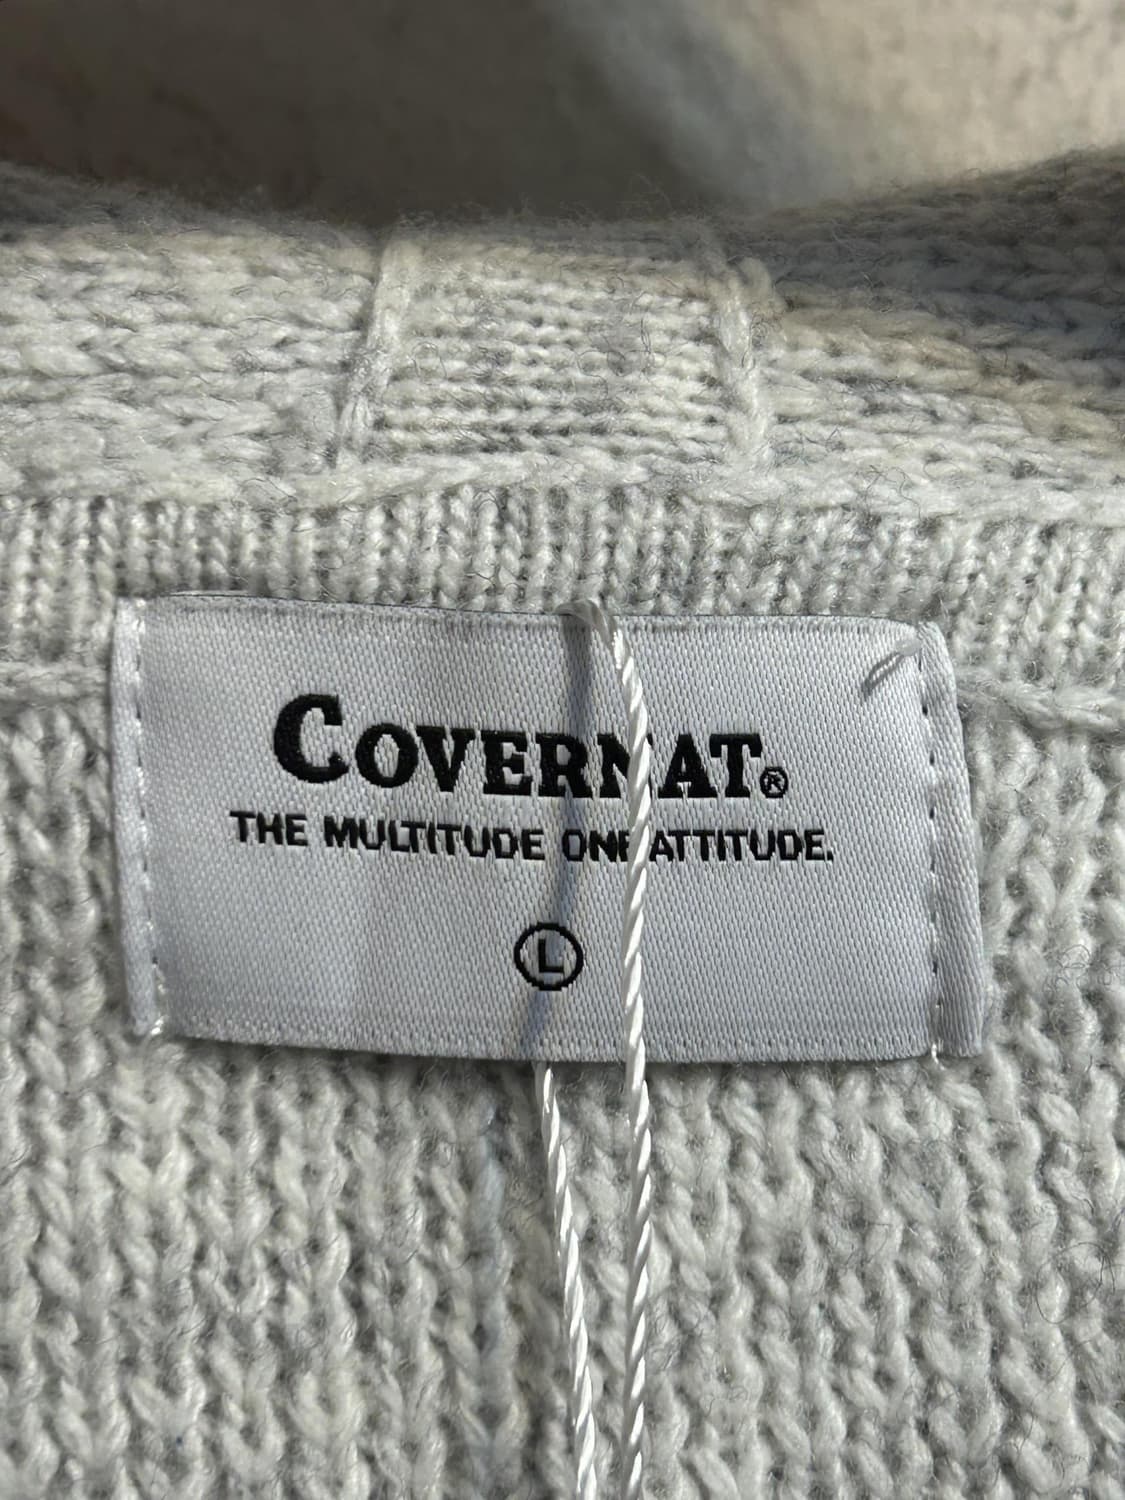 COVERNAT®
THE MULTITUDE ONE ATTITUDE.
L